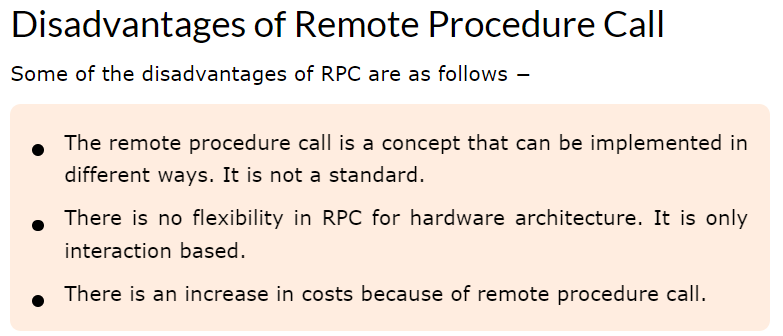 Disadvantages of Remote Procedure Call
Some of the disadvantages of RPC are as follows −
The remote procedure call is a concept that can be implemented in
different ways. It is not a standard.
There is no flexibility in RPC for hardware architecture. It is only
interaction based.
There is an increase in costs because of remote procedure call.